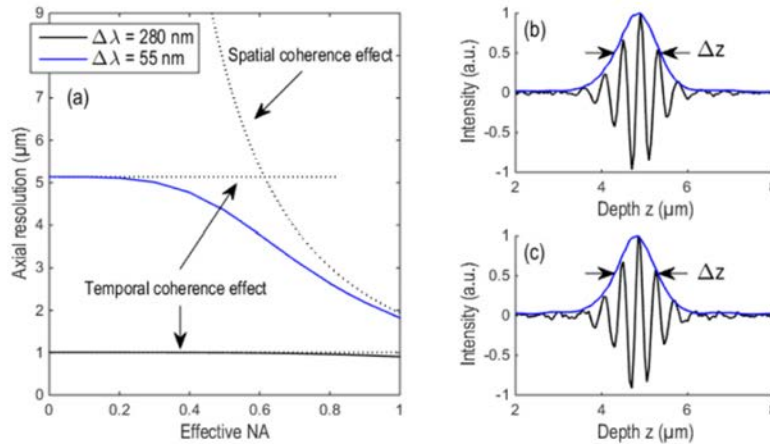 9
8
7
6
5
4
3
2
1
0
Axial resolution (µm)
Δ λ = 280 nm
Δ λ = 55 nm
(a)
Spatial coherence effect
Temporal coherence effect
0 0.2 0.4 0.6 0.8 1
Effective NA
(b)
Δz
1
0.5
0
-0.5
-1
Intensity (a.u.)
2 4 6 8
Depth z (µm)
(c)
Δz
1
0.5
0
-0.5
-1
Intensity (a.u.)
2 4 6 8
Depth z (µm)